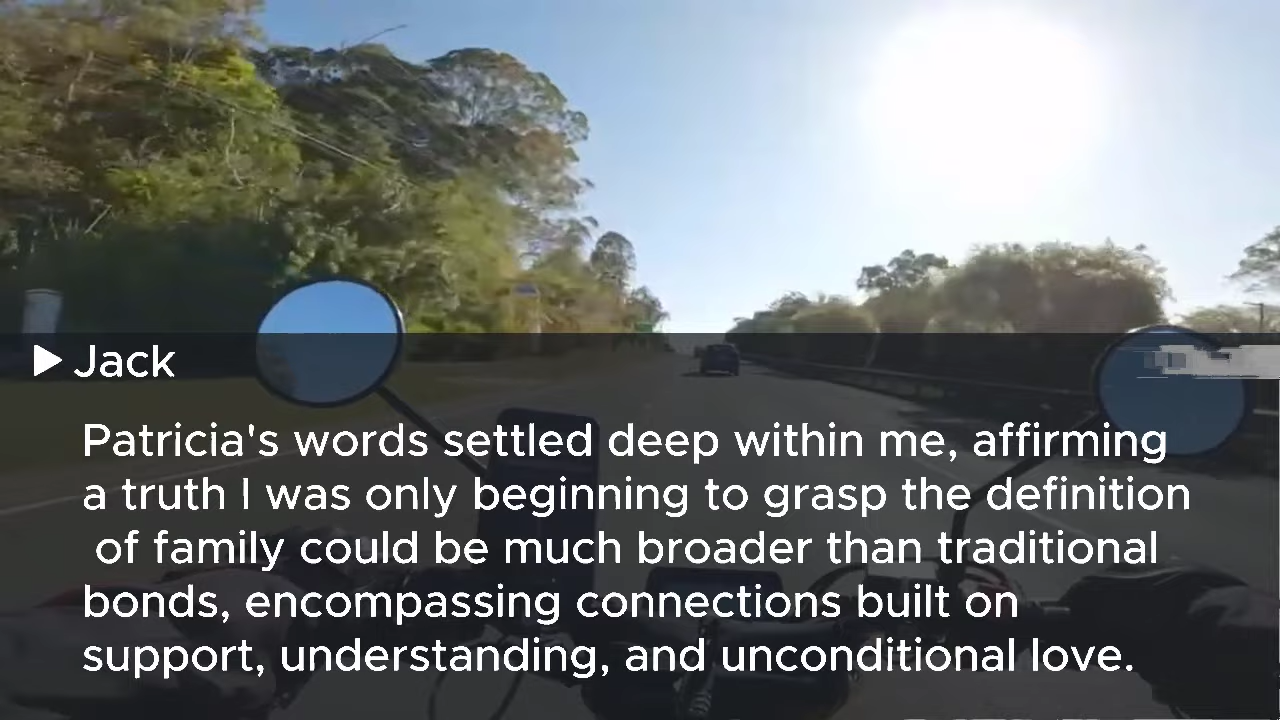 ▶ Jack
Patricia's words settled deep within me, affirming
a truth I was only beginning to grasp the definition
of family could be much broader than traditional
bonds, encompassing connections built on
support, understanding, and unconditional love.